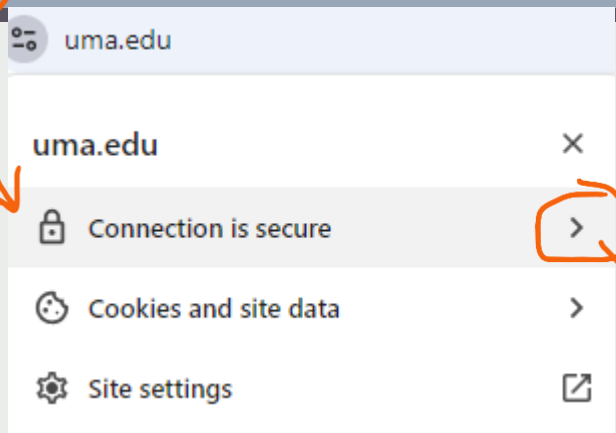 uma.edu
uma.edu
Connection is secure
Cookies and site data
Site settings